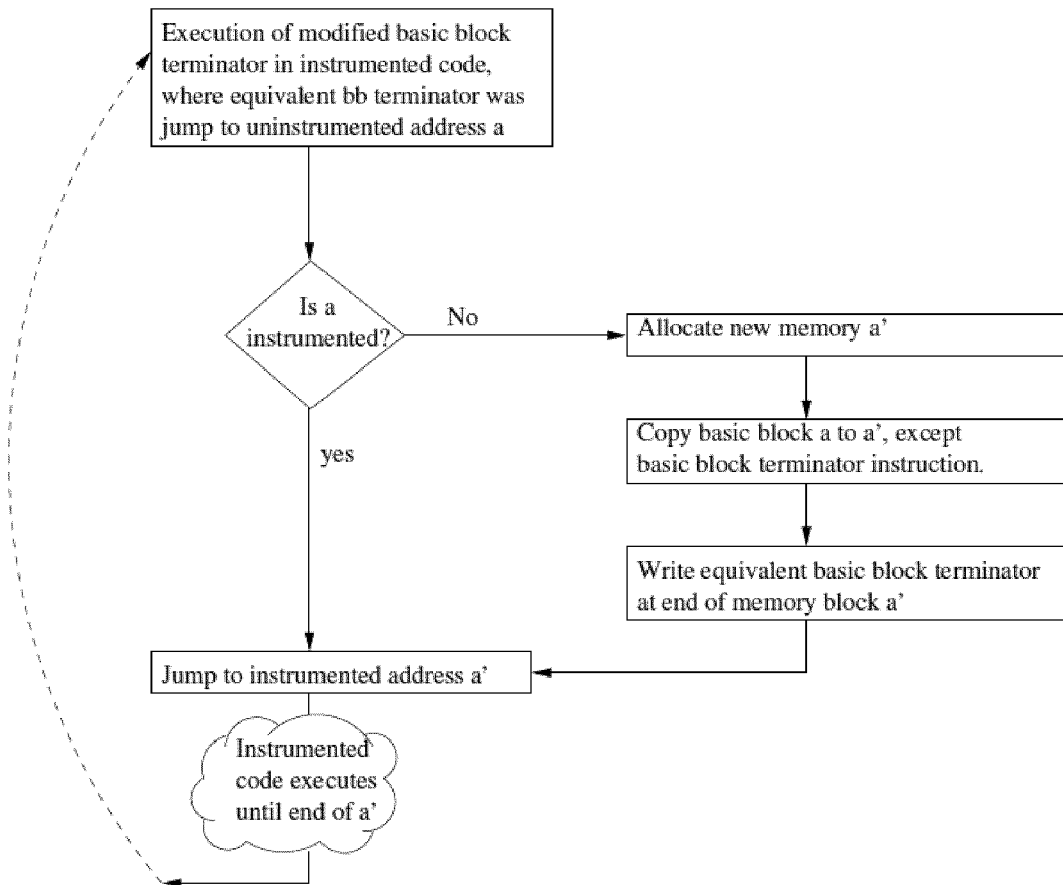 Execution of modified basic block
terminator in instrumented code,
where equivalent bb terminator was
jump to uninstrumented address a
Is a
instrumented?
No
Allocate new memory a’
yes
Copy basic block a to a’, except
basic block terminator instruction.
Write equivalent basic block terminator
at end of memory block a’
Jump to instrumented address a’
Instrumented
code executes
until end of a’